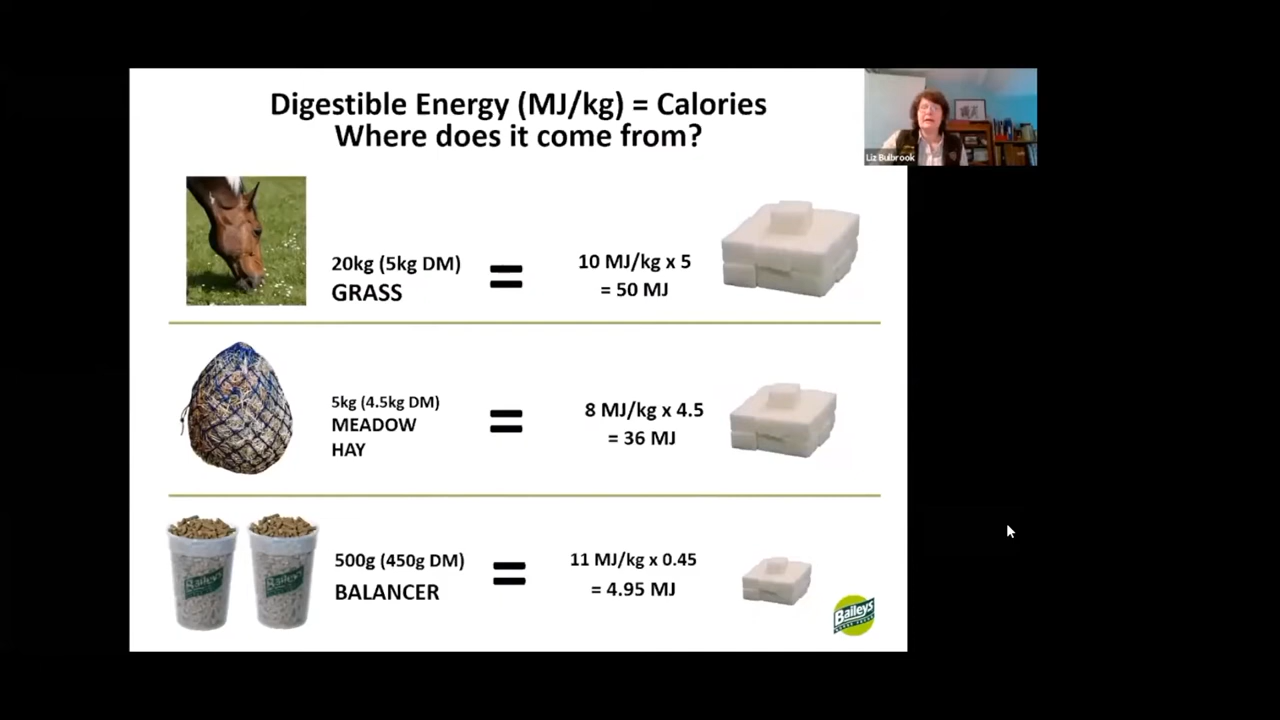 Digestible Energy (MJ/kg) = Calories
Where does it come from?
Liz Bulbrook
20kg (5kg DM)
GRASS
=
10 MJ/kg x 5
= 50 MJ
5kg (4.5kg DM)
MEADOW
HAY
=
8 MJ/kg x 4.5
= 36 MJ
Baileys
Baileys
500g (450g DM)
BALANCER
=
11 MJ/kg x 0.45
= 4.95 MJ
Baileys